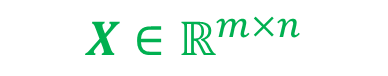 X ∈ ℝ^{m×n}